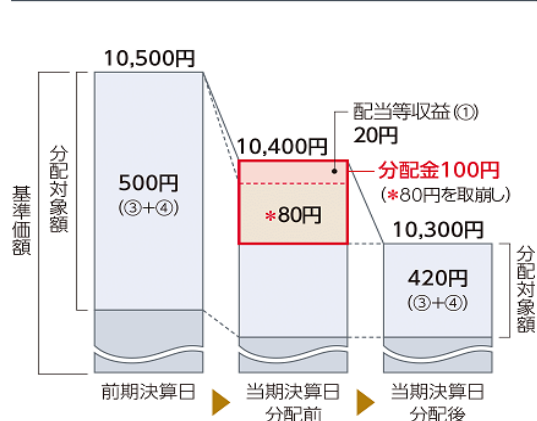 10,500円
配当等収益(①)
20円
10,400円
分配金100円
(*80円を取崩し)
500円
(③+④)
*80円
10,300円
420円
(③+④)
基準価額
分配対象額
分配対象額
前期決算日
当期決算日
分配前
当期決算日
分配後